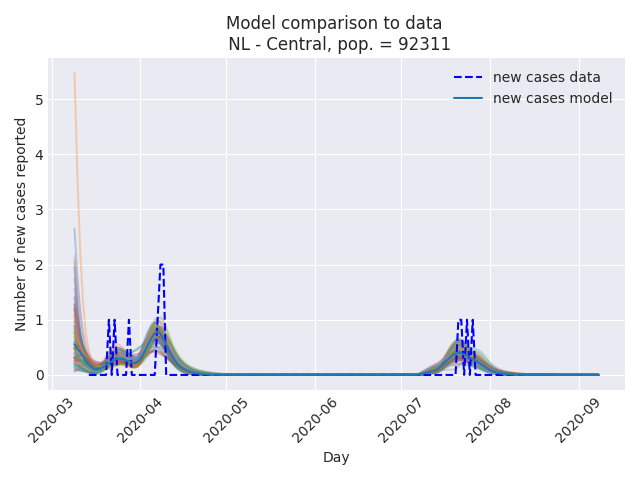 Model comparison to data
NL - Central, pop. = 92311
new cases data
new cases model
Number of new cases reported
5
4
3
2
1
0
2020-03
2020-04
2020-05
2020-06
2020-07
2020-08
2020-09
Day